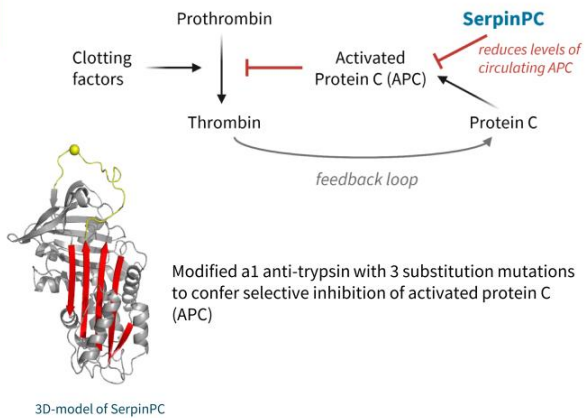 Prothrombin
SerpinPC
reduces levels of
circulating APC
Clotting
factors
Activated
Protein C (APC)
Thrombin
Protein C
feedback loop
Modified a1 anti-trypsin with 3 substitution mutations
to confer selective inhibition of activated protein C
(APC)
3D-model of SerpinPC